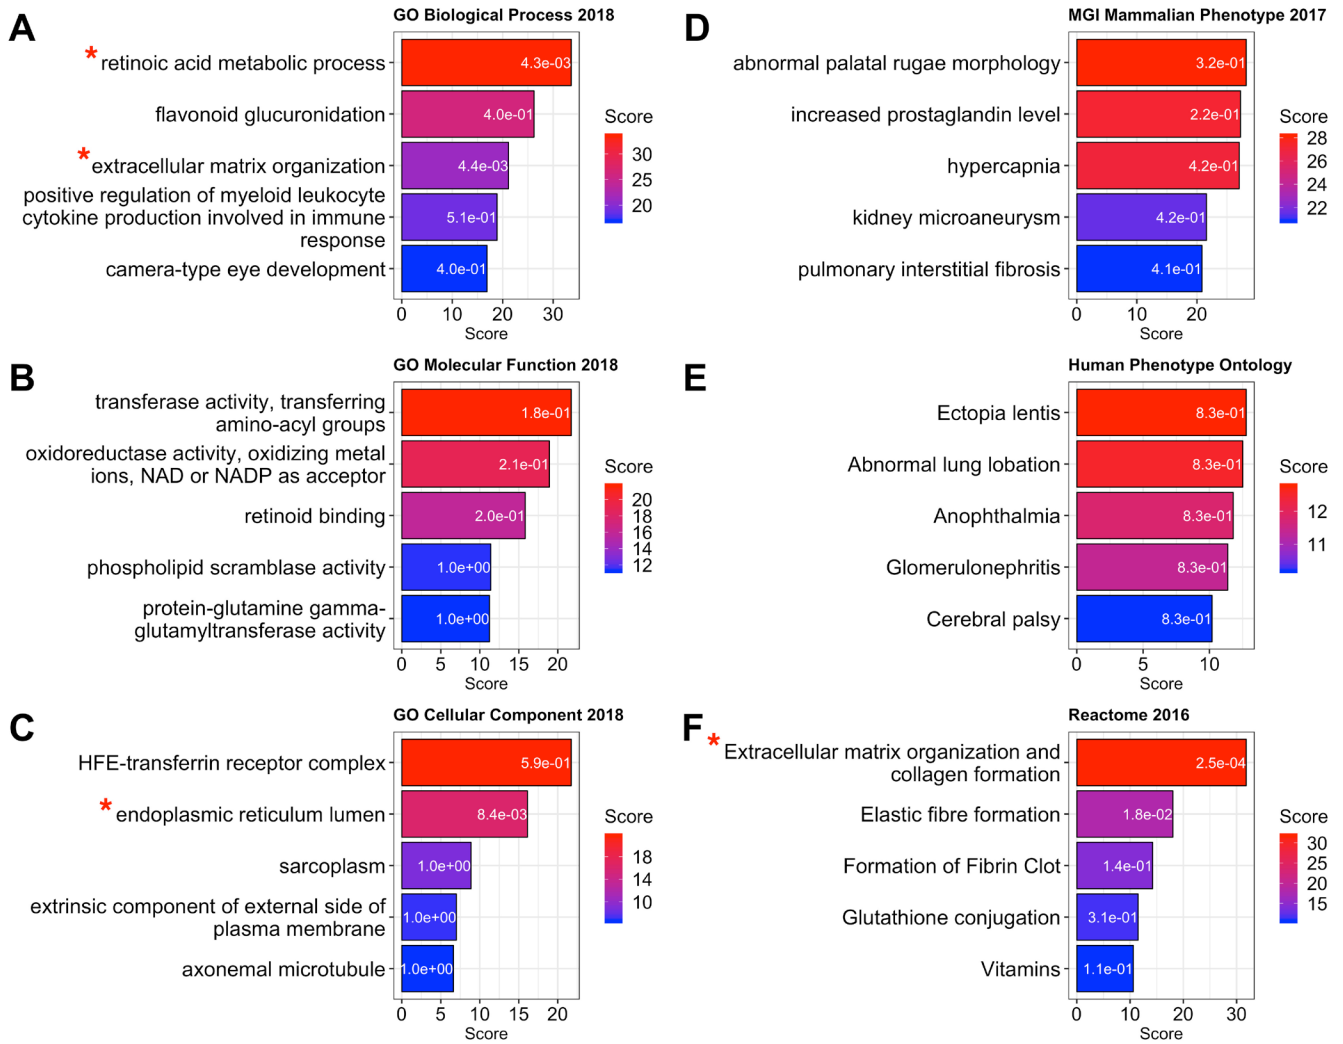 A
GO Biological Process 2018
* retinoic acid metabolic process
4.3e-03
flavonoid glucuronidation
4.0e-01
* extracellular matrix organization
4.4e-03
positive regulation of myeloid leukocyte
cytokine production involved in immune
response
5.1e-01
camera-type eye development
4.0e-01
0 10 20 30
Score
Score
30
25
20
B
GO Molecular Function 2018
transferase activity, transferring
amino-acyl groups
1.8e-01
oxidoreductase activity, oxidizing metal
ions, NAD or NADP as acceptor
2.1e-01
retinoid binding
2.0e-01
phospholipid scramblase activity
1.0e+00
protein-glutamine gamma-
glutamyltransferase activity
1.0e+00
0 5 10 15 20
Score
Score
20
18
16
14
12
C
GO Cellular Component 2018
HFE-transferrin receptor complex
5.9e-01
* endoplasmic reticulum lumen
8.4e-03
sarcoplasm
1.0e+00
extrinsic component of external side of
plasma membrane
1.0e+00
axonemal microtubule
1.0e+00
0 5 10 15 20
Score
Score
18
14
10
D
MGI Mammalian Phenotype 2017
abnormal palatal rugae morphology
3.2e-01
increased prostaglandin level
2.2e-01
hypercapnia
4.2e-01
kidney microaneurysm
4.2e-01
pulmonary interstitial fibrosis
4.1e-01
0 10 20
Score
Score
28
26
24
22
E
Human Phenotype Ontology
Ectopia lentis
8.3e-01
Abnormal lung lobation
8.3e-01
Anophthalmia
8.3e-01
Glomerulonephritis
8.3e-01
Cerebral palsy
8.3e-01
0 5 10
Score
Score
12
11
F
Reactome 2016
* Extracellular matrix organization and
collagen formation
2.5e-04
Elastic fibre formation
1.8e-02
Formation of Fibrin Clot
1.4e-01
Glutathione conjugation
3.1e-01
Vitamins
1.1e-01
0 10 20 30
Score
Score
30
25
20
15